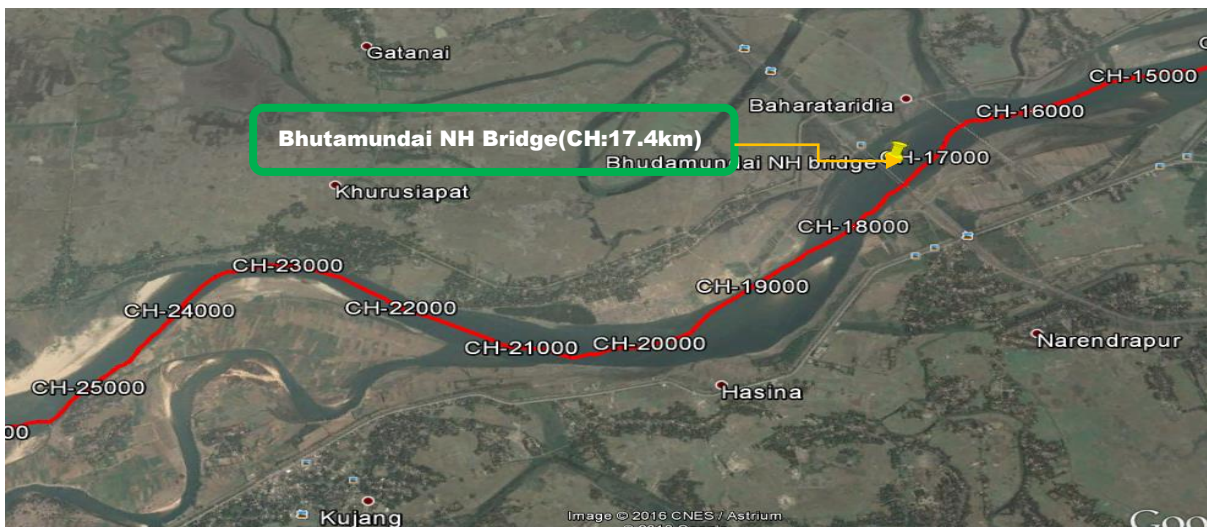 Gatanai
CH-15000
Baharataridia
CH-16000
Bhutamundai NH Bridge(CH:17.4km)
Bhudamundai NH bridge
CH-17000
Khurusiapat
CH-18000
CH-23000
CH-19000
CH-22000
CH-24000
CH-21000
CH-20000
Narendrapur
CH-25000
Hasina
00
Kujang
Image © 2016 CNES / Astrium